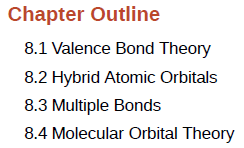 Chapter Outline
8.1 Valence Bond Theory
8.2 Hybrid Atomic Orbitals
8.3 Multiple Bonds
8.4 Molecular Orbital Theory